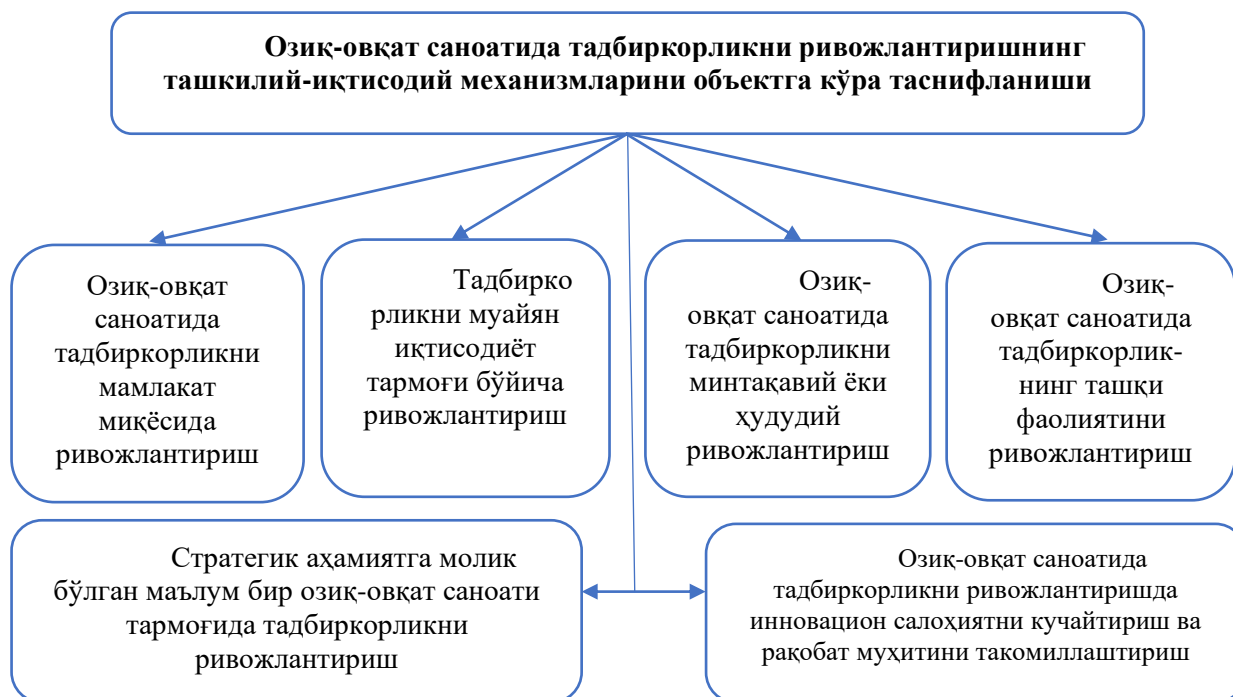 Озиқ-овқат саноатида тадбиркорликни ривожлантиришнинг
ташкилий-иқтисодий механизмларини объектга кўра таснифланиши
Озиқ-овқат
саноатида
тадбиркорликни
мамлакат
миқёсида
ривожлантириш
Тадбирко
рликни муайян
иқтисодиёт
тармоғи бўйича
ривожлантириш
Озиқ-
овқат саноатида
тадбиркорликни
минтақавий ёки
ҳудудий
ривожлантириш
Озиқ-
овқат саноатида
тадбиркорлик-
нинг ташқи
фаолиятини
ривожлантириш
Стратегик аҳамиятга молик
бўлган маълум бир озиқ-овқат саноати
тармоғида тадбиркорликни
ривожлантириш
Озиқ-овқат саноатида
тадбиркорликни ривожлантиришда
инновацион салоҳиятни кучайтириш ва
рақобат муҳитини такомиллаштириш